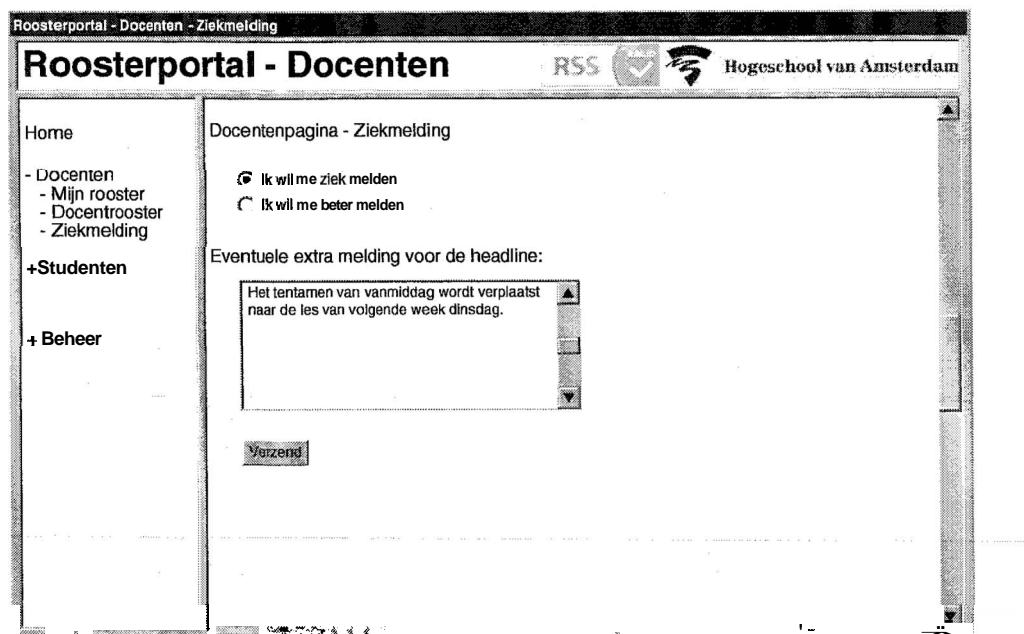 Roosterportal - Docenten - Ziekmelding
Roosterportal - Docenten
RSS
Hogeschool van Amsterdam
Home
- Docenten
- Mijn rooster
- Docentrooster
- Ziekmelding
+Studenten
+ Beheer
Docentenpagina - Ziekmelding
Ik wil me ziek melden
Ik wil me beter melden
Eventuele extra melding voor de headline:
Het tentamen van vanmiddag wordt verplaatst
naar de les van volgende week dinsdag.
Verzend